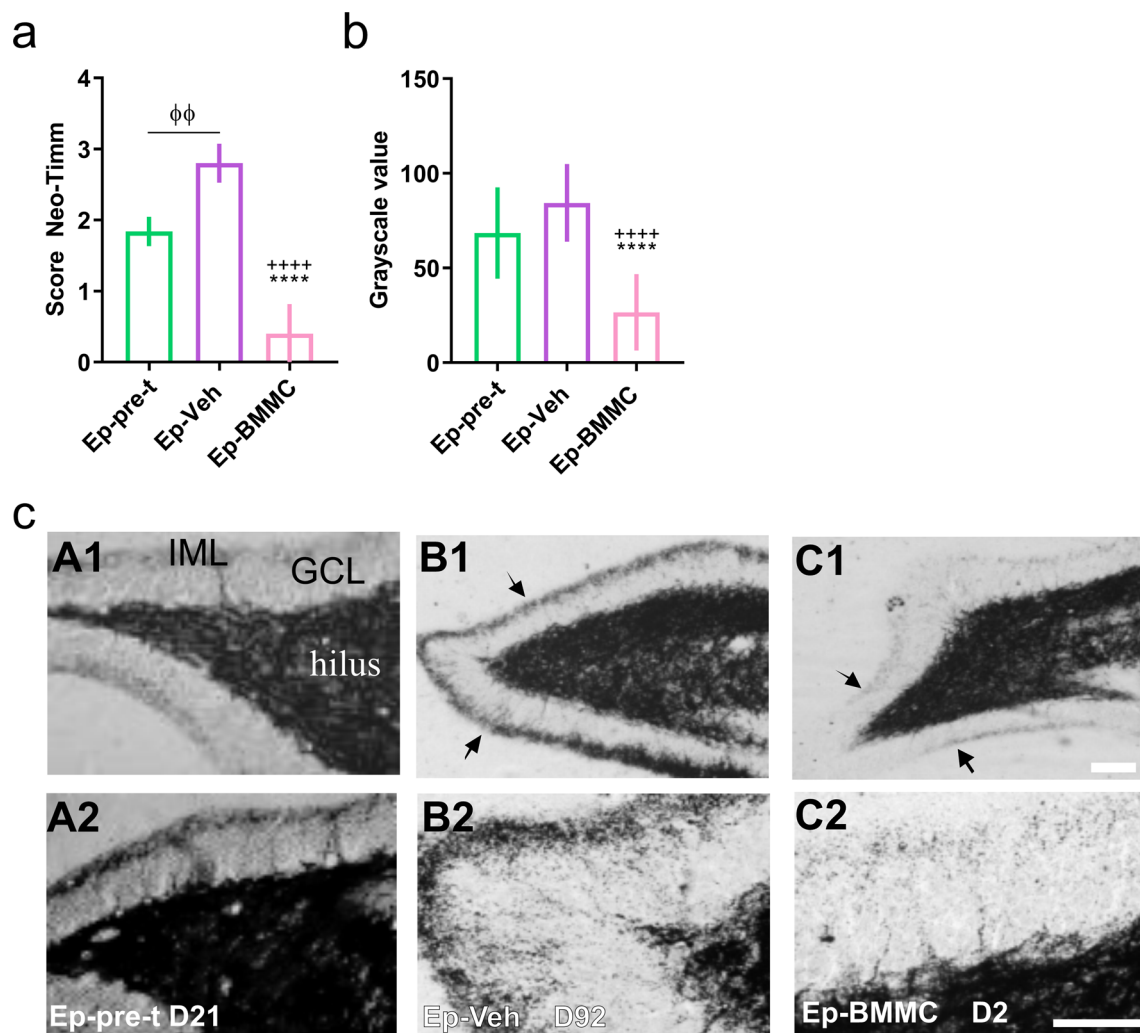 a
b
Score Neo-Timm
4
3
2
1
0
ϕϕ
++++
****
Ep-pre-t
Ep-Veh
Ep-BMMC
Grayscale value
150
100
50
0
++++
****
Ep-pre-t
Ep-Veh
Ep-BMMC
c
A1
IML
GCL
hilus
B1
C1
A2
Ep-pre-t D21
B2
Ep-Veh D92
C2
Ep-BMMC D2